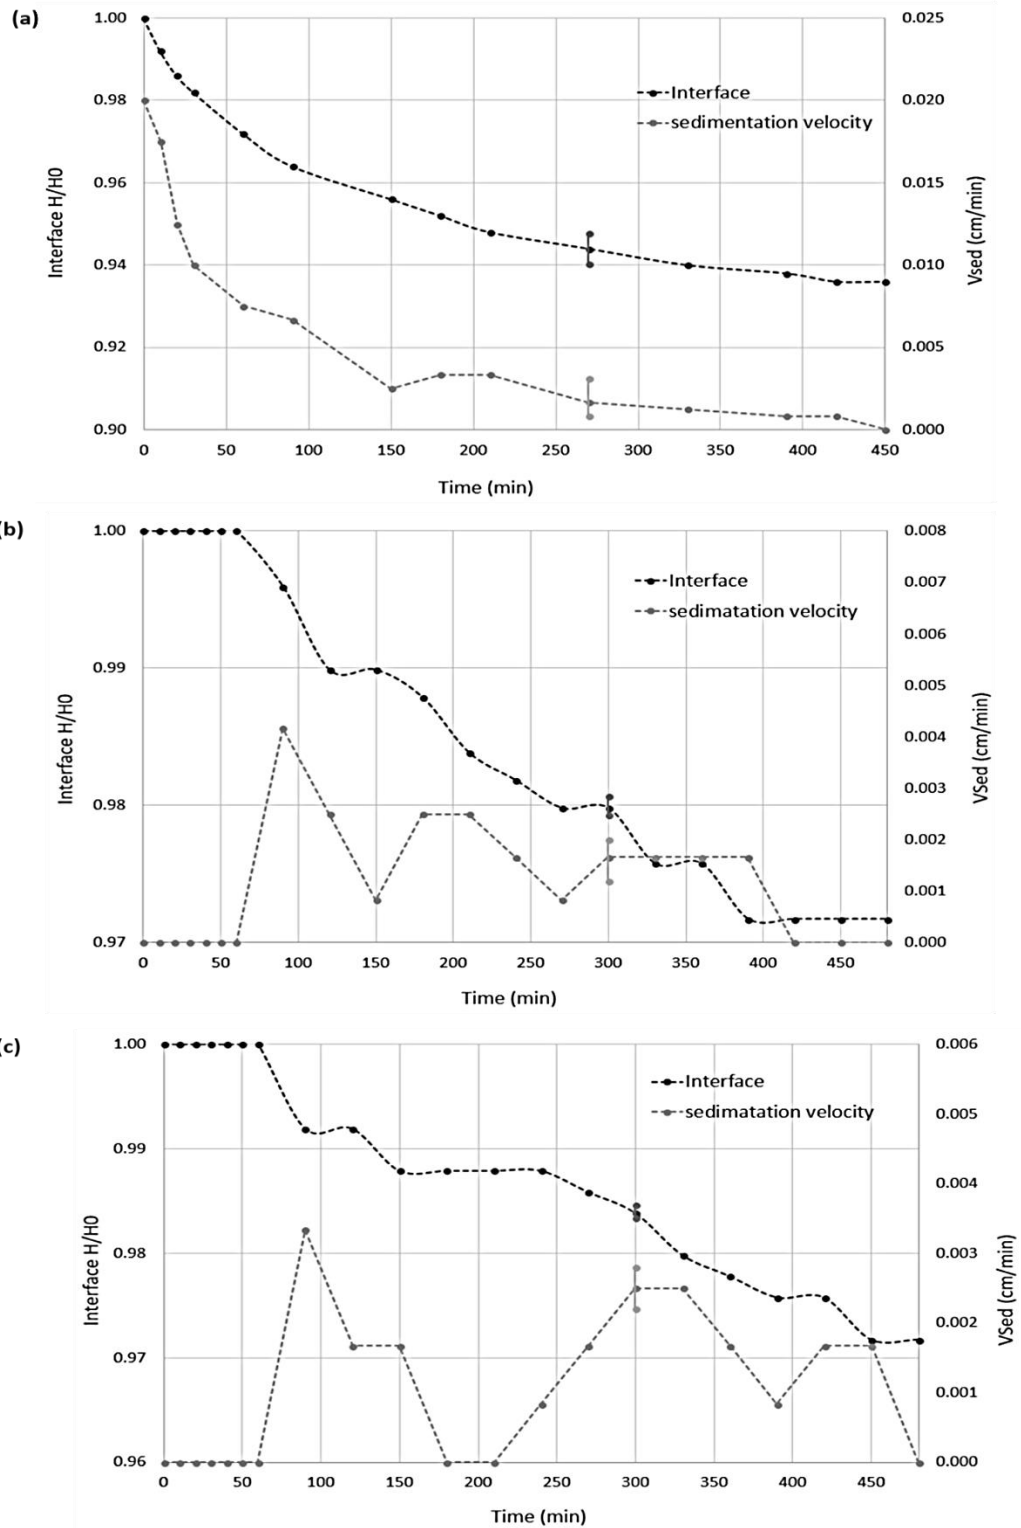 (a)
1.00 0.025
Interface
0.98 0.020
sedimentation velocity
0.96 0.015
Interface H/H0
Vsed (cm/min)
0.94 0.010
0.92 0.005
0.90 0.000
0 50 100 150 200 250 300 350 400 450
Time (min)
(b)
1.00 0.008
Interface
0.007
sedimatation velocity
0.006
0.99 0.005
Interface H/H0
VSed (cm/min)
0.004
0.98 0.003
0.002
0.001
0.97 0.000
0 50 100 150 200 250 300 350 400 450
Time (min)
(c)
1.00 0.006
Interface
sedimatation velocity
0.005
0.99
0.004
Interface H/H0
VSed (cm/min)
0.98 0.003
0.002
0.97
0.001
0.96 0.000
0 50 100 150 200 250 300 350 400 450
Time (min)